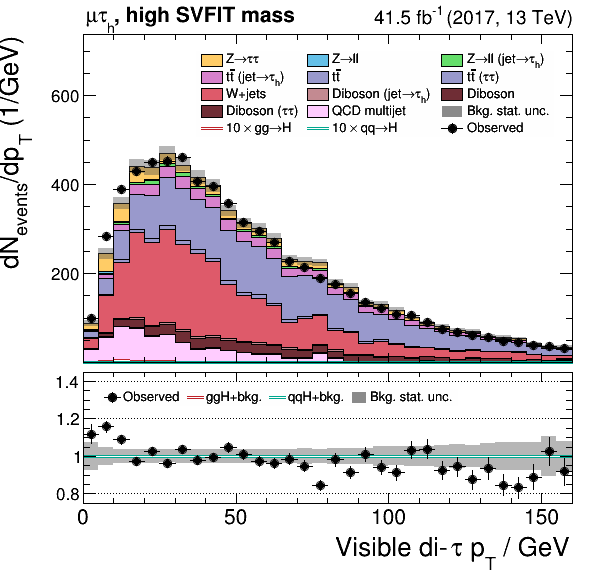 μτh, high SVFIT mass 41.5 fb⁻¹ (2017, 13 TeV)
dN_events/dp_T (1/GeV)
600
400
200
Z→ττ Z→ll Z→ll (jet→τh)
tt̄ (jet→τh) tt̄ tt̄ (ττ)
W+jets Diboson (jet→τh) Diboson
Diboson (ττ) QCD multijet Bkg. stat. unc.
10 × gg→H 10 × qq→H Observed
1.4
1.2
1
0.8
Observed ggH+bkg. qqH+bkg. Bkg. stat. unc.
0 50 100 150
Visible di-τ p_T / GeV